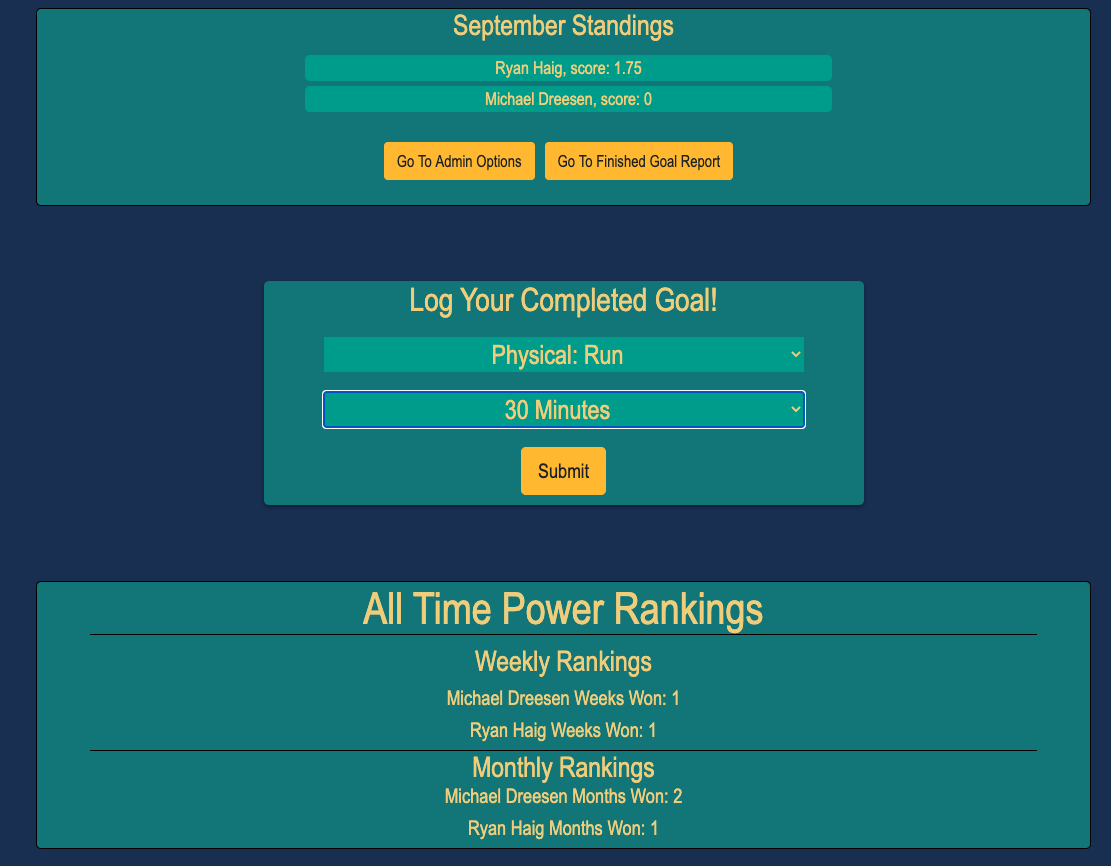 September Standings
Ryan Haig, score: 1.75
Michael Dreesen, score: 0
Go To Admin Options
Go To Finished Goal Report
Log Your Completed Goal!
Physical: Run
30 Minutes
Submit
All Time Power Rankings
Weekly Rankings
Michael Dreesen Weeks Won: 1
Ryan Haig Weeks Won: 1
Monthly Rankings
Michael Dreesen Months Won: 2
Ryan Haig Months Won: 1